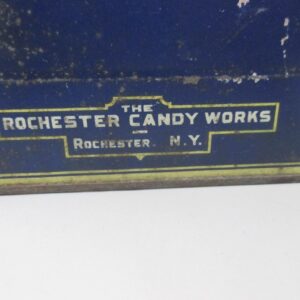 THE
ROCHESTER CANDY WORKS
ROCHESTER. N.Y.